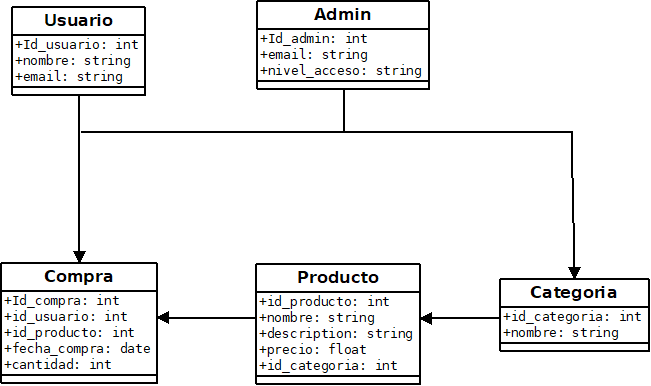 Usuario
+Id_usuario: int
+nombre: string
+email: string
Admin
+Id_admin: int
+email: string
+nivel_acceso: string
Compra
+Id_compra: int
+id_usuario: int
+id_producto: int
+fecha_compra: date
+cantidad: int
Producto
+id_producto: int
+nombre: string
+description: string
+precio: float
+id_categoria: int
Categoria
+id_categoria: int
+nombre: string